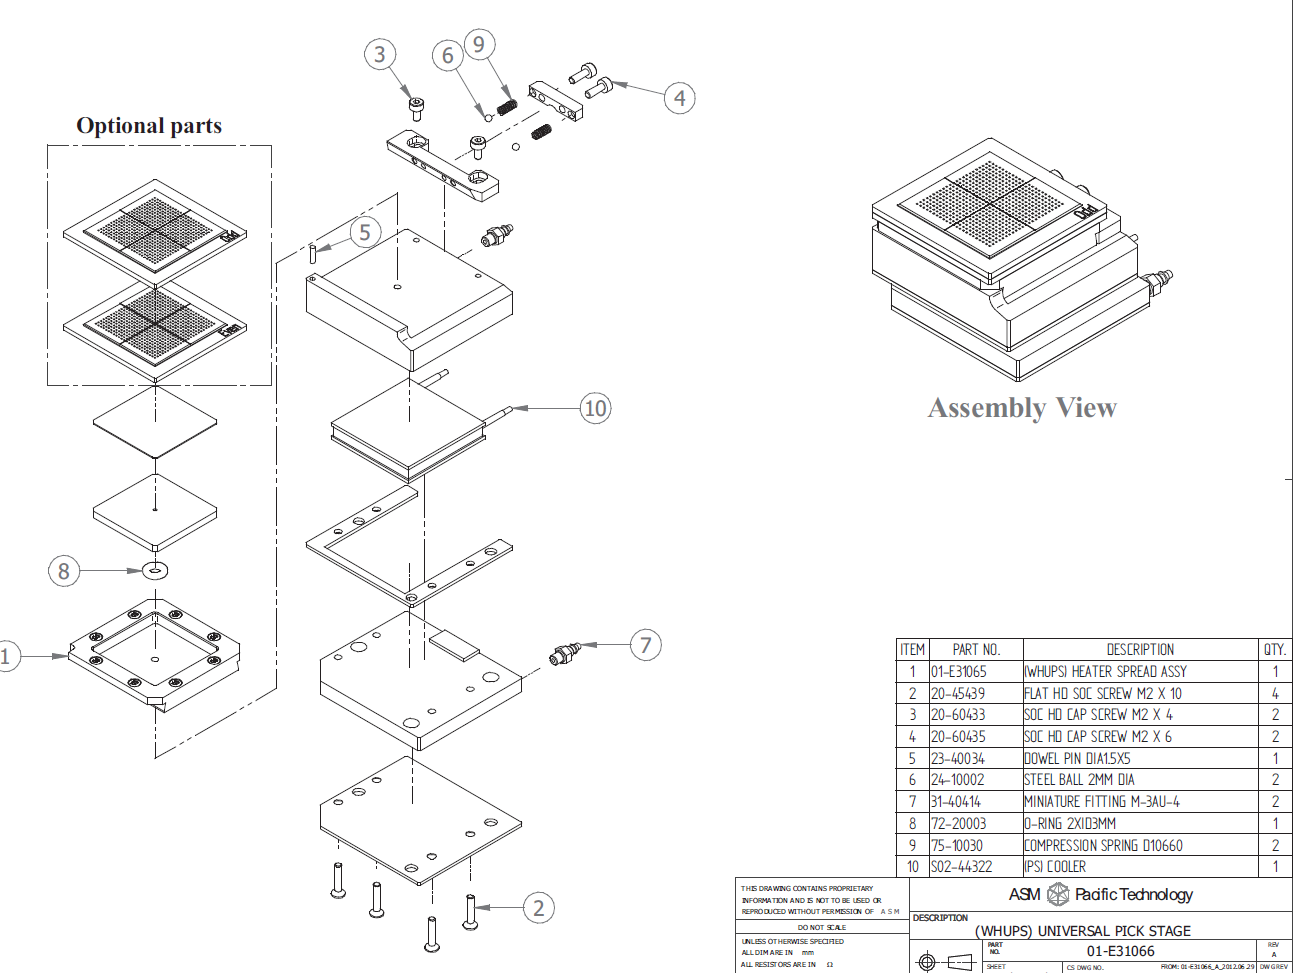 3
6
9
4
Optional parts
5
Odd
Even
10
8
1
7
2
Odd
Assembly View
ITEM PART NO. DESCRIPTION QTY.
1 01-E31065 (WHUPS) HEATER SPREAD ASSY 1
2 20-45439 FLAT HD SOC SCREW M2 X 10 4
3 20-60433 SOC HD CAP SCREW M2 X 4 2
4 20-60435 SOC HD CAP SCREW M2 X 6 2
5 23-40034 DOWEL PIN DIA1.5X5 1
6 24-10002 STEEL BALL 2MM DIA 2
7 31-40414 MINIATURE FITTING M-3AU-4 2
8 72-20003 O-RING 2XID3MM 1
9 75-10030 COMPRESSION SPRING D10660 2
10 S02-44322 (PS) COOLER 1
THIS DRAWING CONTAINS PROPRIETARY
INFORMATION AND IS NOT TO BE USED OR
REPRODUCED WITHOUT PERMISSION OF ASM
DO NOT SCALE
UNLESS OTHERWISE SPECIFIED
ALL DIM ARE IN mm
ALL RESISTORS ARE IN Ω
ASM Pacific Technology
DESCRIPTION
(WHUPS) UNIVERSAL PICK STAGE
PART NO. 01-E31066
REV A
SHEET
CS DWG NO.
FROM: 01-E31066_A_2012.06.29
DWG REV